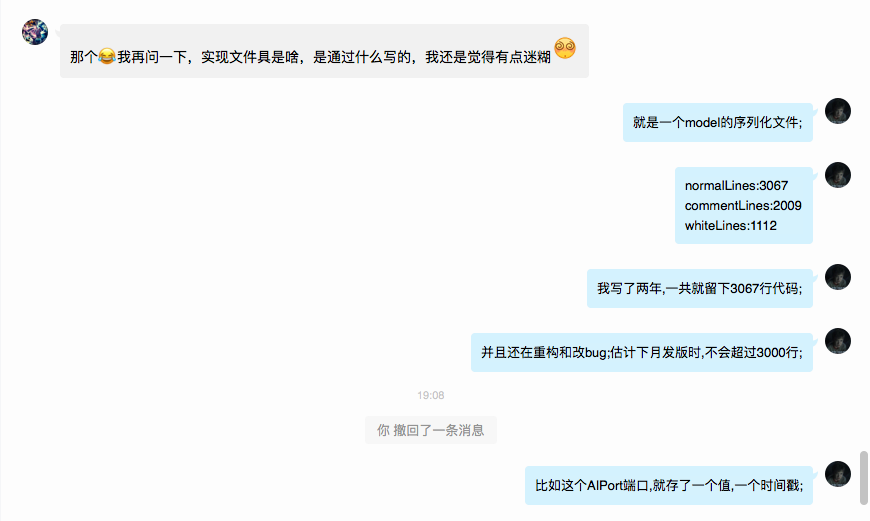 那个😂我再问一下，实现文件具是啥，是通过什么写的，我还是觉得有点迷糊
就是一个model的序列化文件;
normalLines:3067
commentLines:2009
whiteLines:1112
我写了两年,一共就留下3067行代码;
并且还在重构和改bug;估计下月发版时,不会超过3000行;
19:08
你 撤回了一条消息
比如这个AIPort端口,就存了一个值,一个时间戳;